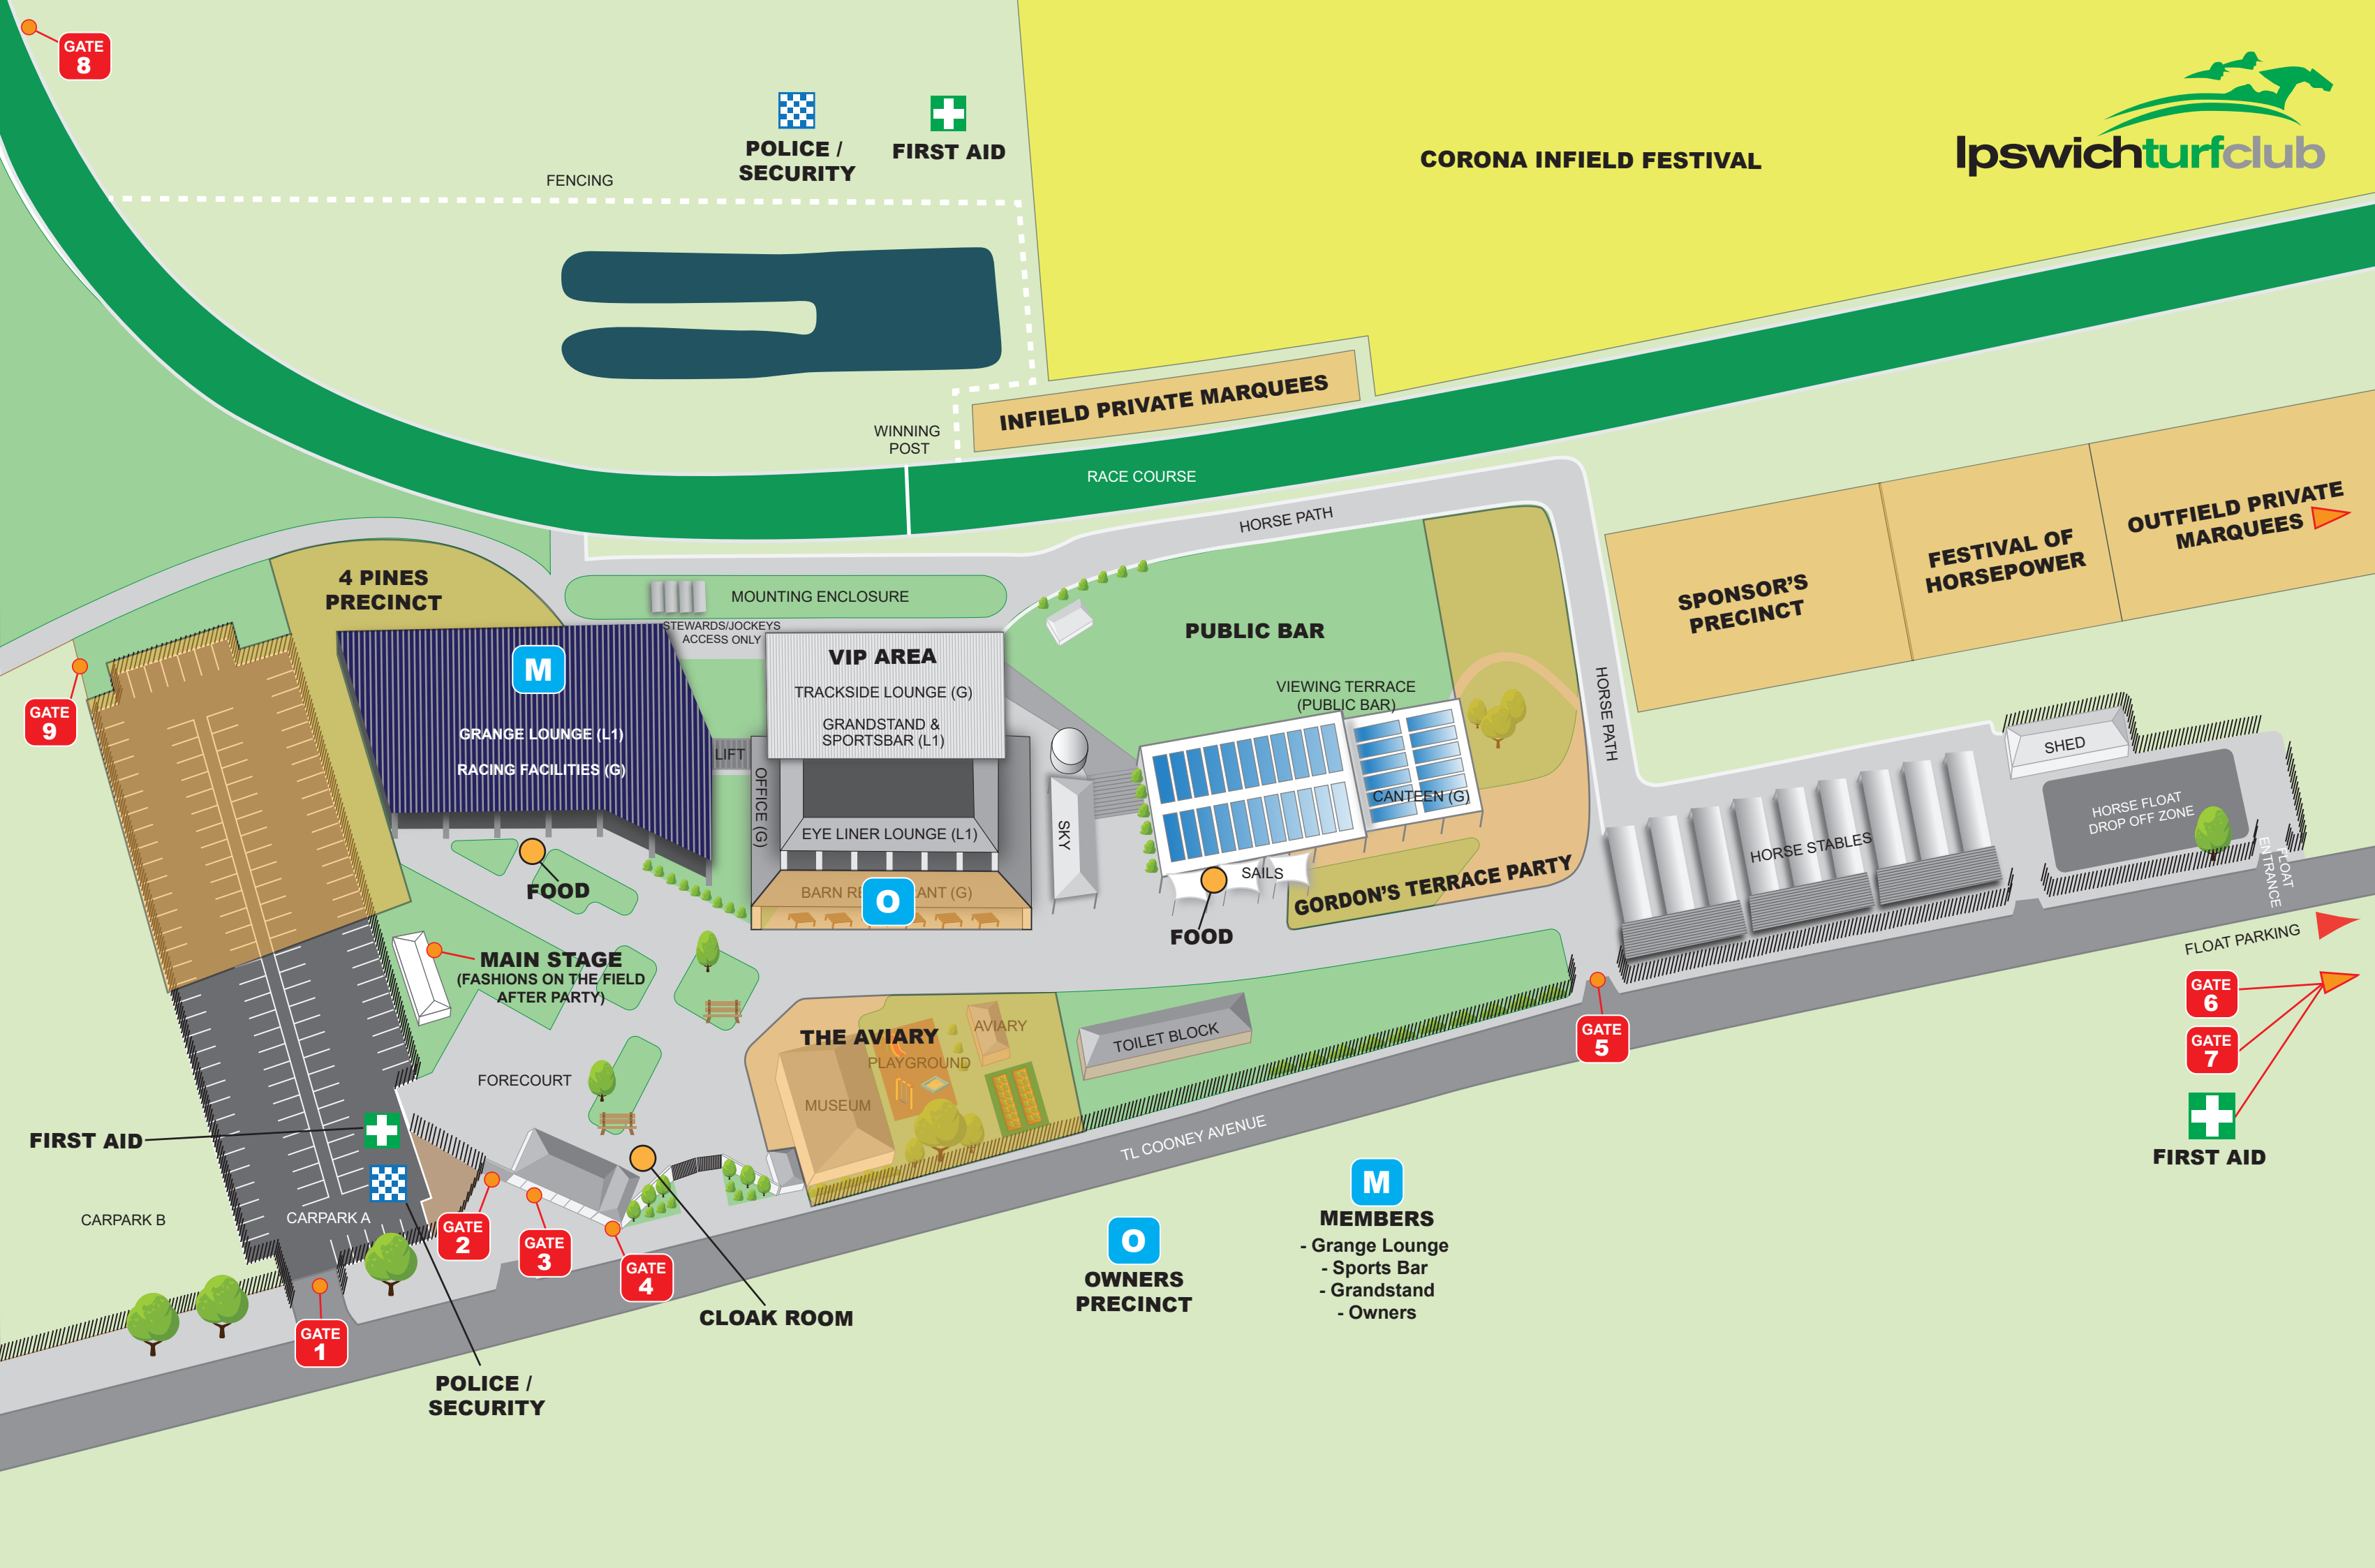 GATE
8
POLICE /
SECURITY
FIRST AID
FENCING
CORONA INFIELD FESTIVAL
Ipswichturfclub
INFIELD PRIVATE MARQUEES
WINNING
POST
RACE COURSE
HORSE PATH
OUTFIELD PRIVATE
MARQUEES
FESTIVAL OF
HORSEPOWER
SPONSOR'S
PRECINCT
4 PINES
PRECINCT
MOUNTING ENCLOSURE
STEWARDS/JOCKEYS
ACCESS ONLY
PUBLIC BAR
M
VIP AREA
TRACKSIDE LOUNGE (G)
GRANDSTAND &
SPORTSBAR (L1)
VIEWING TERRACE
(PUBLIC BAR)
HORSE PATH
GATE
9
GRANGE LOUNGE (L1)
RACING FACILITIES (G)
LIFT
OFFICE (G)
EYE LINER LOUNGE (L1)
SKY
CANTEEN (G)
SHED
HORSE FLOAT
DROP OFF ZONE
HORSE STABLES
FLOAT
ENTRANCE
FOOD
BARN RE
ANT (G)
O
SAILS
GORDON'S TERRACE PARTY
FOOD
MAIN STAGE
(FASHIONS ON THE FIELD
AFTER PARTY)
FLOAT PARKING
GATE
6
GATE
7
FIRST AID
GATE
5
THE AVIARY
AVIARY
PLAYGROUND
MUSEUM
TOILET BLOCK
FORECOURT
FIRST AID
TL COONEY AVENUE
CARPARK B
CARPARK A
GATE
2
GATE
3
GATE
4
GATE
1
CLOAK ROOM
POLICE /
SECURITY
O
OWNERS
PRECINCT
M
MEMBERS
- Grange Lounge
- Sports Bar
- Grandstand
- Owners